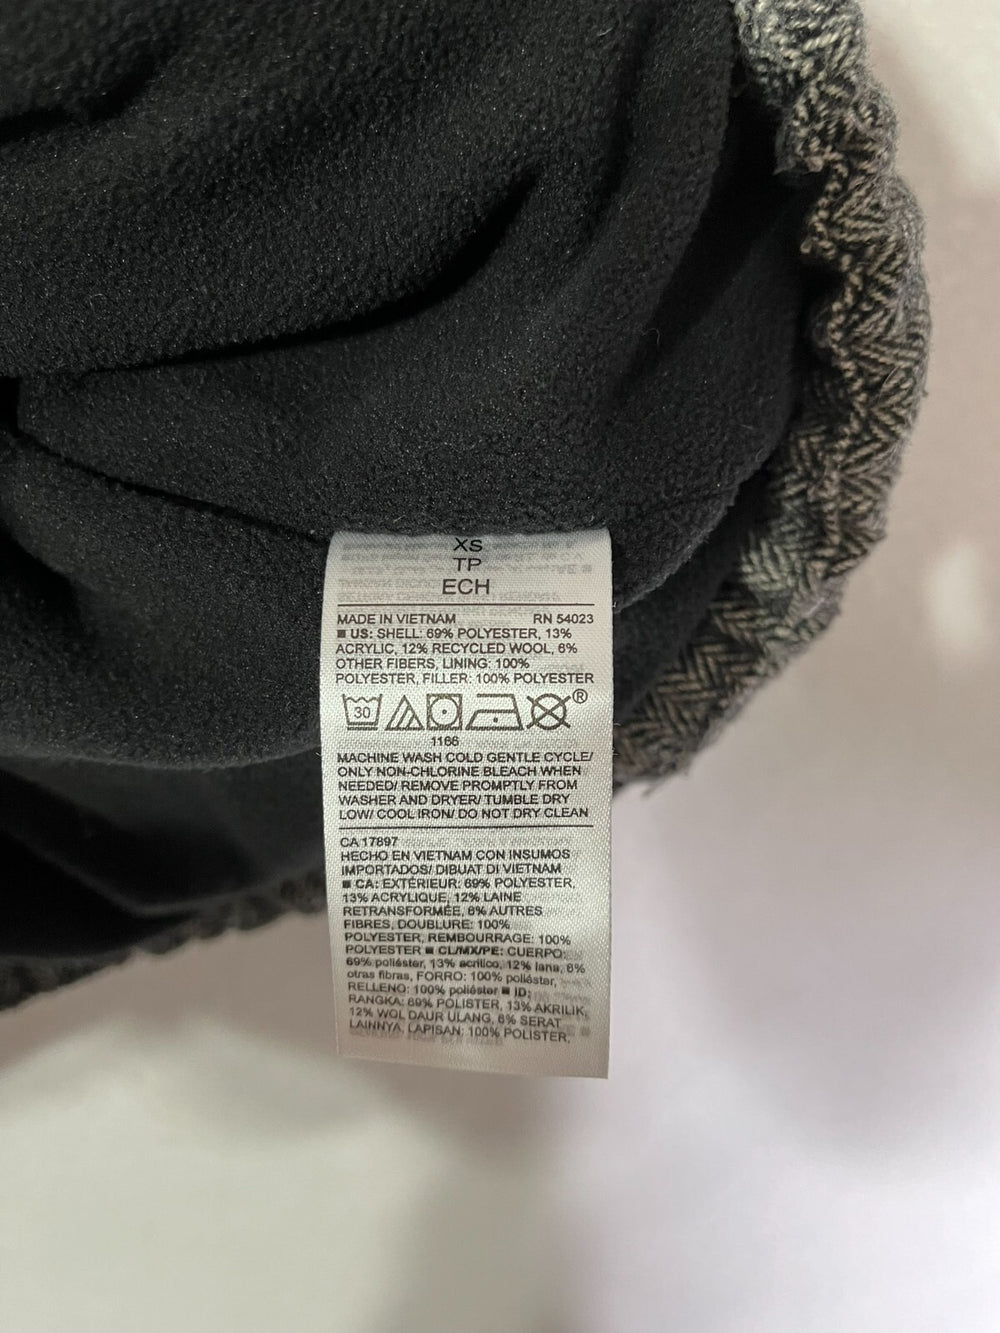 XS
TP
ECH
MADE IN VIETNAM RN 54023
■ US: SHELL: 69% POLYESTER, 13%
ACRYLIC, 12% RECYCLED WOOL, 6%
OTHER FIBERS, LINING: 100%
POLYESTER, FILLER: 100% POLYESTER
30 ®
1166
MACHINE WASH COLD GENTLE CYCLE/
ONLY NON-CHLORINE BLEACH WHEN
NEEDED/ REMOVE PROMPTLY FROM
WASHER AND DRYER/ TUMBLE DRY
LOW/ COOL IRON/ DO NOT DRY CLEAN
CA 17897
HECHO EN VIETNAM CON INSUMOS
IMPORTADOS/ DIBUAT DI VIETNAM
■ CA: EXTÉRIEUR: 69% POLYESTER,
13% ACRYLIQUE, 12% LAINE
RETRANSFORMÉE, 6% AUTRES
FIBRES, DOUBLURE: 100%
POLYESTER, REMBOURRAGE: 100%
POLYESTER ■ CL/MX/PE: CUERPO:
69% poliéster, 13% acrílico, 12% lana, 6%
otras fibras, FORRO: 100% poliéster,
RELLENO: 100% poliéster ■ ID:
RANGKA: 69% POLISTER, 13% AKRILIK,
12% WOL DAUR ULANG, 6% SERAT
LAINNYA, LAPISAN: 100% POLISTER,